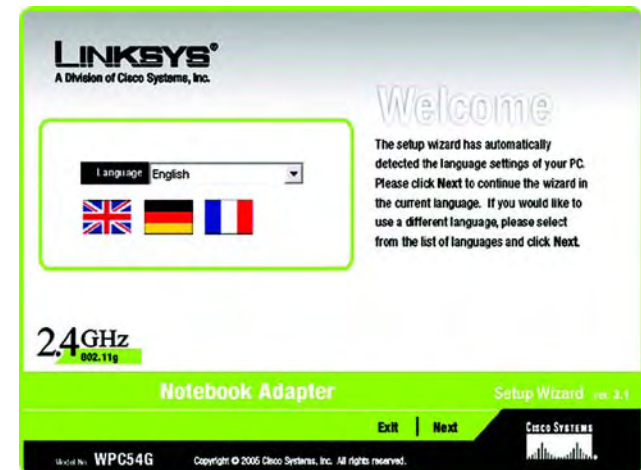 LINKSYS®
A Division of Cisco Systems, Inc.
Welcome
The setup wizard has automatically
detected the language settings of your PC.
Please click Next to continue the wizard in
the current language. If you would like to
use a different language, please select
from the list of languages and click Next.
Language English
2.4GHz
802.11g
Notebook Adapter
Setup Wizard ver. 3.1
Exit | Next
CISCO SYSTEMS
Model No. WPC54G
Copyright © 2005 Cisco Systems, Inc. All rights reserved.